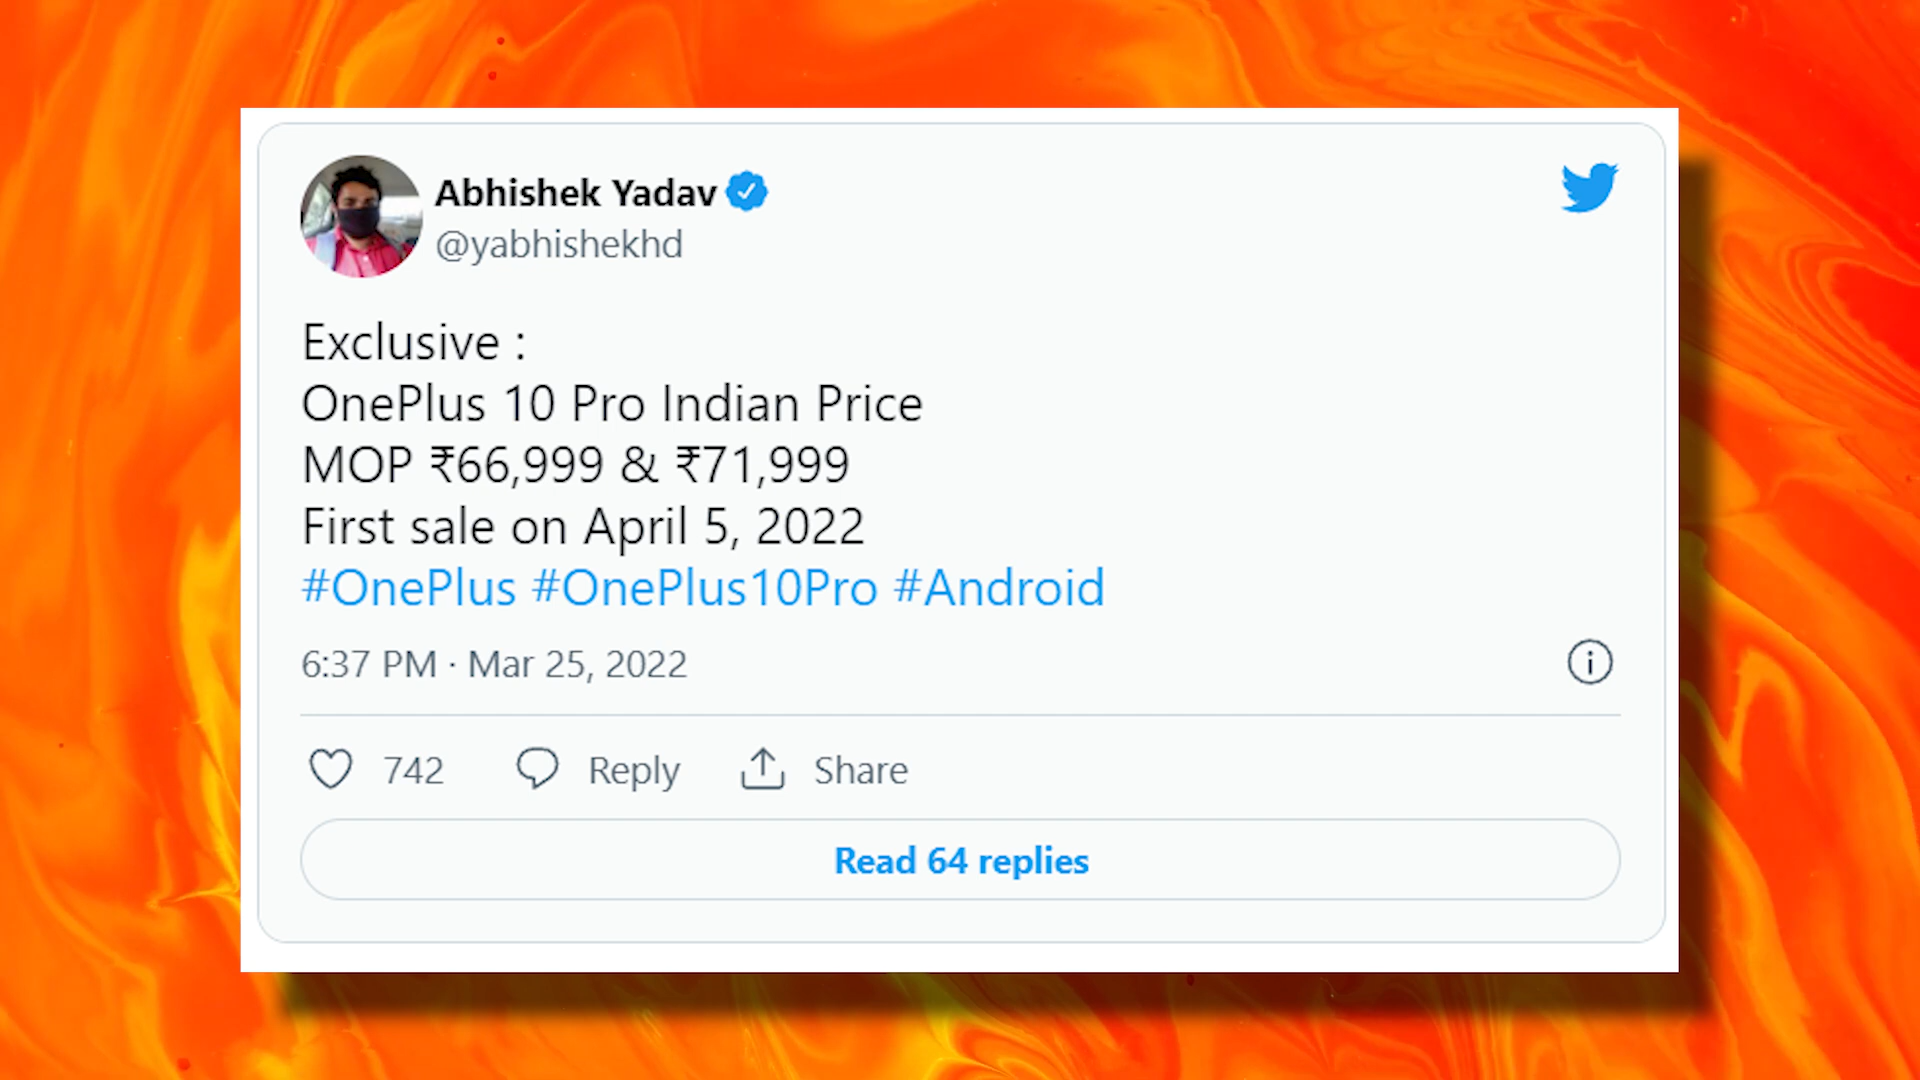 Abhishek Yadav
@yabhishekhd
Exclusive :
OnePlus 10 Pro Indian Price
MOP ₹66,999 & ₹71,999
First sale on April 5, 2022
#OnePlus #OnePlus10Pro #Android
6:37 PM · Mar 25, 2022
742 Reply Share
Read 64 replies